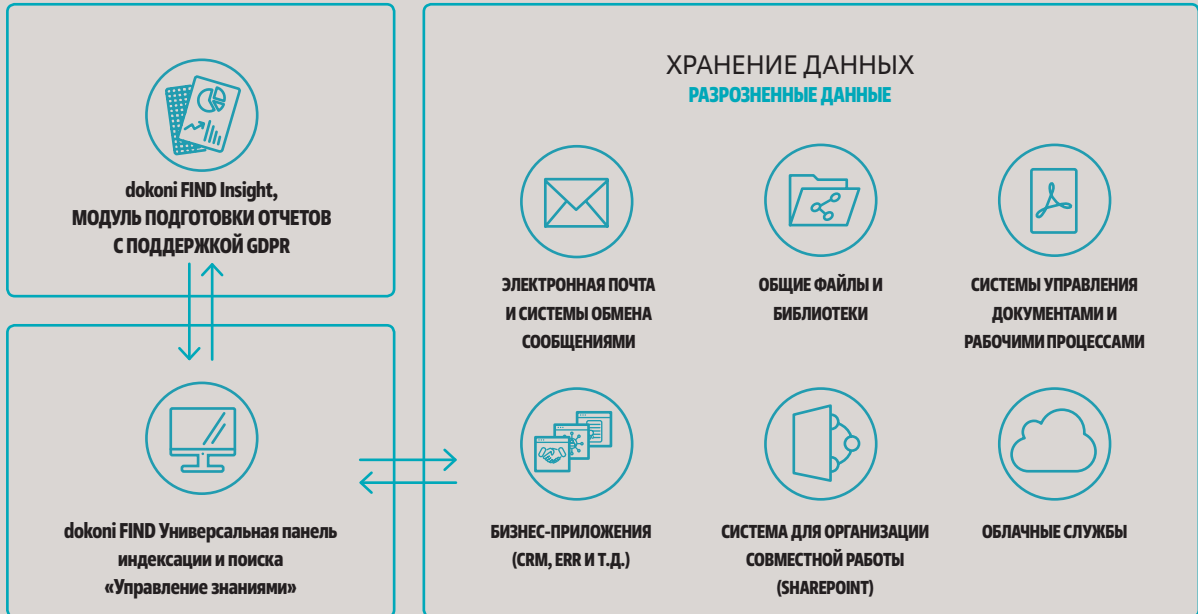 dokoni FIND Insight,
МОДУЛЬ ПОДГОТОВКИ ОТЧЕТОВ
С ПОДДЕРЖКОЙ GDPR
dokoni FIND Универсальная панель
индексации и поиска
«Управление знаниями»
ХРАНЕНИЕ ДАННЫХ
РАЗРОЗНЕННЫЕ ДАННЫЕ
ЭЛЕКТРОННАЯ ПОЧТА
И СИСТЕМЫ ОБМЕНА
СООБЩЕНИЯМИ
ОБЩИЕ ФАЙЛЫ И
БИБЛИОТЕКИ
СИСТЕМЫ УПРАВЛЕНИЯ
ДОКУМЕНТАМИ И
РАБОЧИМИ ПРОЦЕССАМИ
БИЗНЕС-ПРИЛОЖЕНИЯ
(CRM, ERR И Т.Д.)
СИСТЕМА ДЛЯ ОРГАНИЗАЦИИ
СОВМЕСТНОЙ РАБОТЫ
(SHAREPOINT)
ОБЛАЧНЫЕ СЛУЖБЫ